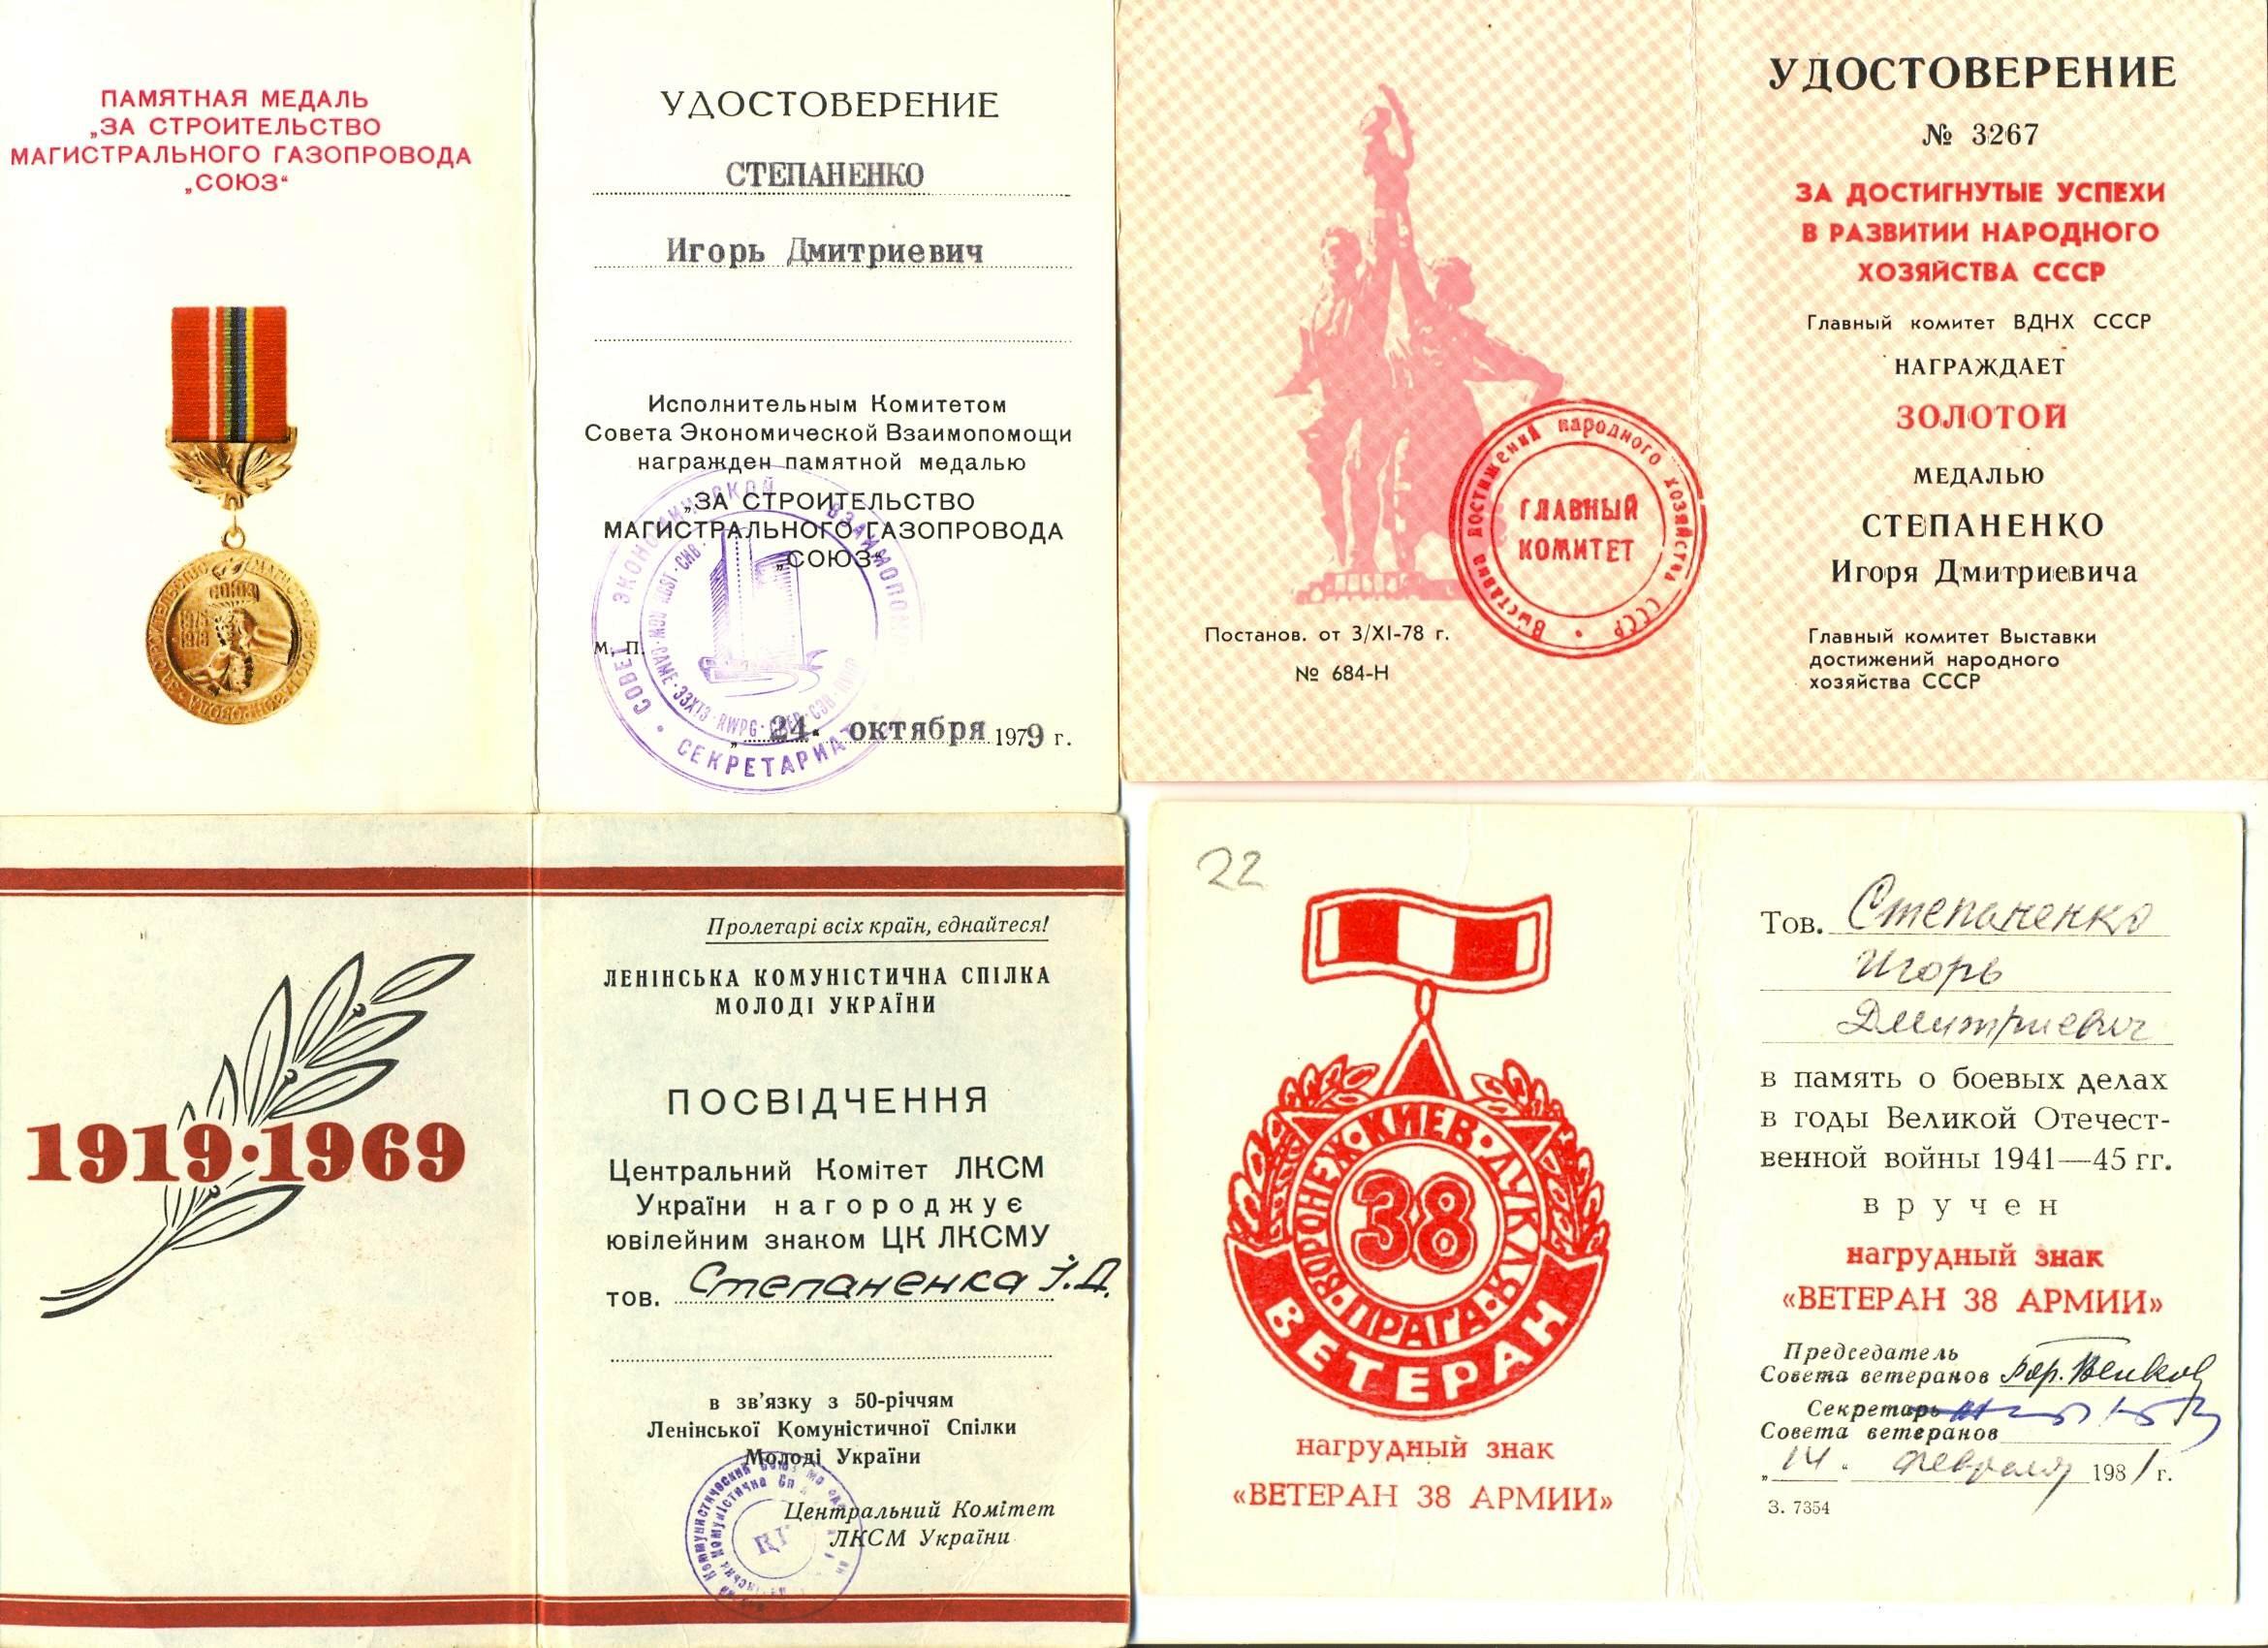 ПАМЯТНАЯ МЕДАЛЬ
„ЗА СТРОИТЕЛЬСТВО
МАГИСТРАЛЬНОГО ГАЗОПРОВОДА
„СОЮЗ“
СОЮЗ
УДОСТОВЕРЕНИЕ
СТЕПАНЕНКО
Игорь Дмитриевич
Исполнительным Комитетом
Совета Экономической Взаимопомощи
награжден памятной медалью
„ЗА СТРОИТЕЛЬСТВО
МАГИСТРАЛЬНОГО ГАЗОПРОВОДА
„СОЮЗ“
М. П.
СОВЕТ ЭКОНОМИЧЕСКОЙ ВЗАИМОПОМ
СЕКРЕТАРИАТ
„24“ октября 1979 г.
Постанов. от 3/XI-78 г.
№ 684-Н
Выставка достижений народного хозяйства СССР
ГЛАВНЫЙ
КОМИТЕТ
УДОСТОВЕРЕНИЕ
№ 3267
ЗА ДОСТИГНУТЫЕ УСПЕХИ
В РАЗВИТИИ НАРОДНОГО
ХОЗЯЙСТВА СССР
Главный комитет ВДНХ СССР
НАГРАЖДАЕТ
ЗОЛОТОЙ
МЕДАЛЬЮ
СТЕПАНЕНКО
Игоря Дмитриевича
Главный комитет Выставки
достижений народного
хозяйства СССР
1919·1969
Пролетарі всіх країн, єднайтеся!
ЛЕНІНСЬКА КОМУНІСТИЧНА СПІЛКА
МОЛОДІ УКРАЇНИ
ПОСВІДЧЕННЯ
Центральний Комітет ЛКСМ
України нагороджує
ювілейним знаком ЦК ЛКСМУ
тов. Степаненка І. Д.
в зв'язку з 50-річчям
Ленінської Комуністичної Спілки
Молоді України
Центральний Комітет
ЛКСМ України
22
ВОРОНЕЖ·КИЕВ·ДУКЛА·ПРАГА
38
ВЕТЕРАН
нагрудный знак
«ВЕТЕРАН 38 АРМИИ»
Тов. Степаненко
Игорь
Дмитриевич
в память о боевых делах
в годы Великой Отечест-
венной войны 1941—45 гг.
вручен
нагрудный знак
«ВЕТЕРАН 38 АРМИИ»
Председатель
Совета ветеранов
Секретарь
Совета ветеранов
„14“ февраля 1981 г.
З. 7354